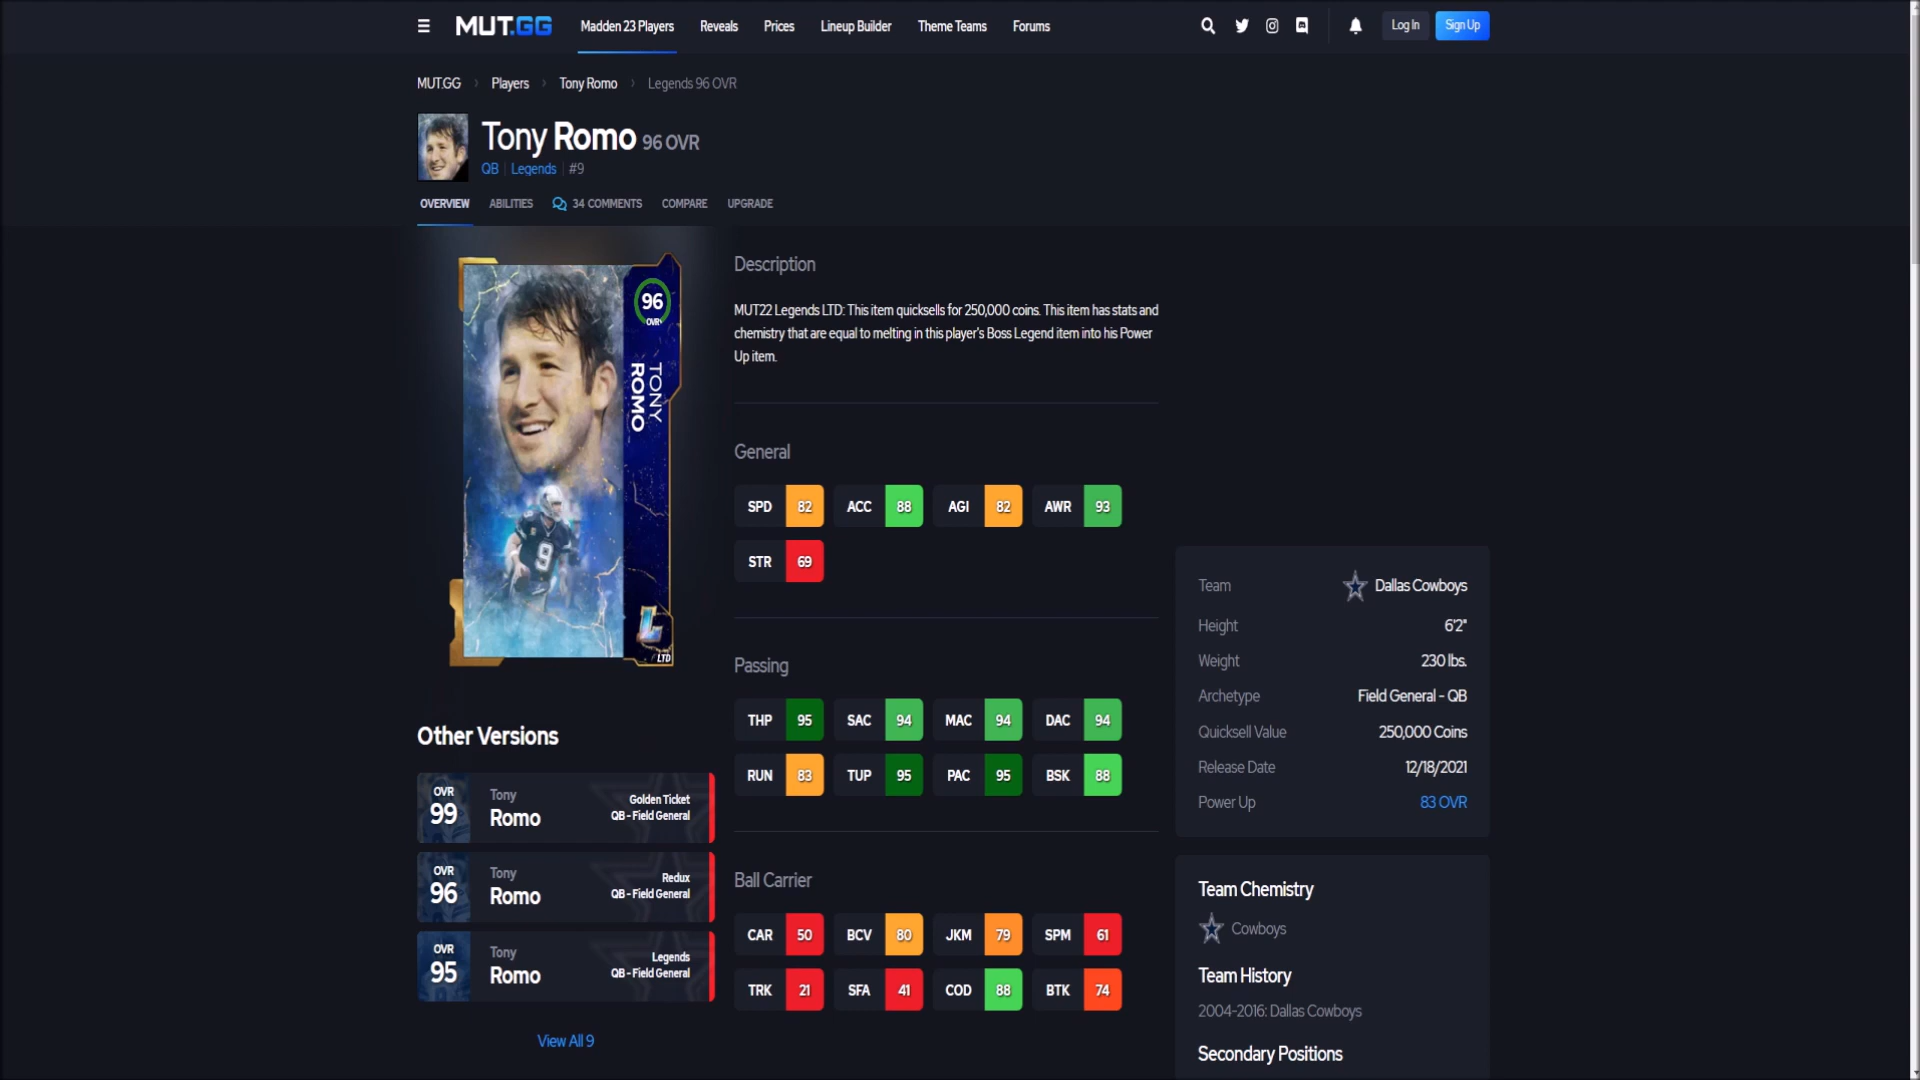 MUT.GG
Madden 23 Players
Reveals
Prices
Lineup Builder
Theme Teams
Forums
Log In
Sign Up
MUT.GG > Players > Tony Romo > Legends 96 OVR
Tony Romo 96 OVR
QB | Legends | #9
OVERVIEW
ABILITIES
34 COMMENTS
COMPARE
UPGRADE
96
OVR
TONY
ROMO
LTD
Description
MUT22 Legends LTD: This item quicksells for 250,000 coins. This item has stats and
chemistry that are equal to melting in this player's Boss Legend item into his Power
Up item.
General
SPD 82 ACC 88 AGI 82 AWR 93
STR 69
Passing
THP 95 SAC 94 MAC 94 DAC 94
RUN 83 TUP 95 PAC 95 BSK 88
Ball Carrier
CAR 50 BCV 80 JKM 79 SPM 61
TRK 21 SFA 41 COD 88 BTK 74
Team Dallas Cowboys
Height 6'2"
Weight 230 lbs.
Archetype Field General - QB
Quicksell Value 250,000 Coins
Release Date 12/18/2021
Power Up 83 OVR
Team Chemistry
Cowboys
Team History
2004-2016: Dallas Cowboys
Secondary Positions
Other Versions
OVR
99
Tony
Romo
Golden Ticket
QB - Field General
OVR
96
Tony
Romo
Redux
QB - Field General
OVR
95
Tony
Romo
Legends
QB - Field General
View All 9